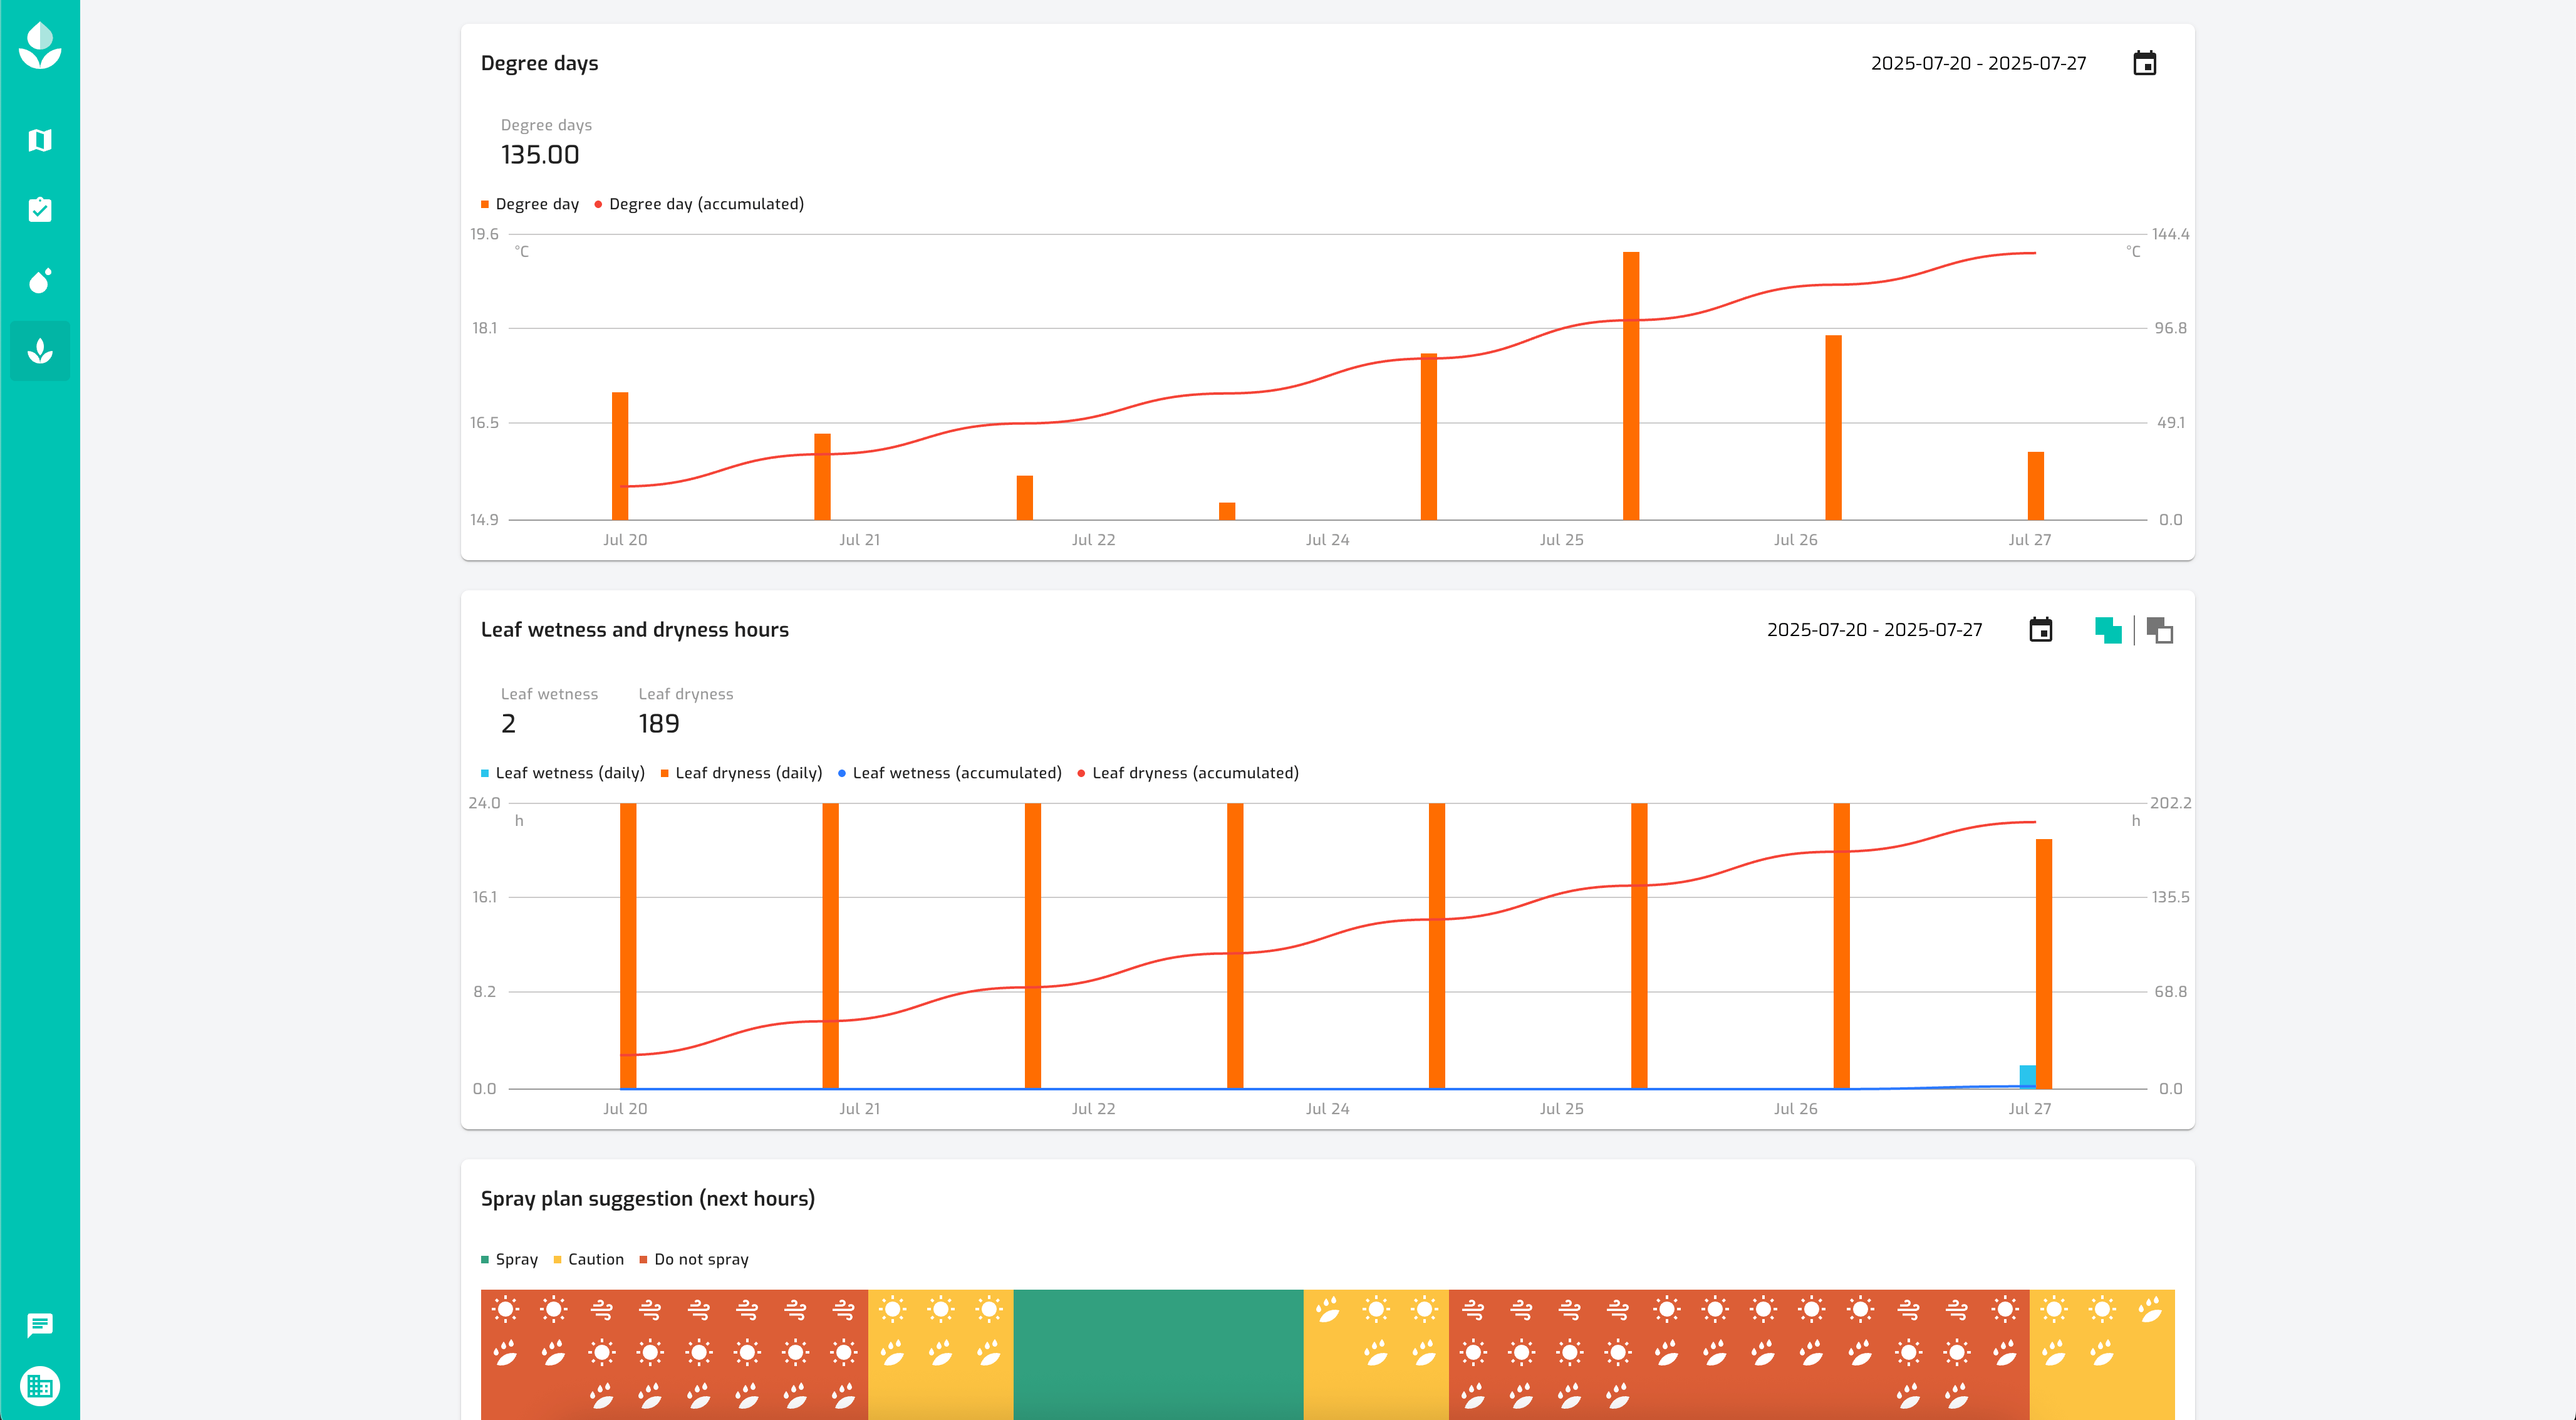 Degree days
2025-07-20 - 2025-07-27
Degree days
135.00
Degree day Degree day (accumulated)
19.6 144.4
°C °C
18.1 96.8
16.5 49.1
14.9 0.0
Jul 20 Jul 21 Jul 22 Jul 24 Jul 25 Jul 26 Jul 27
Leaf wetness and dryness hours
2025-07-20 - 2025-07-27
Leaf wetness Leaf dryness
2 189
Leaf wetness (daily) Leaf dryness (daily) Leaf wetness (accumulated) Leaf dryness (accumulated)
24.0 202.2
h h
16.1 135.5
8.2 68.8
0.0 0.0
Jul 20 Jul 21 Jul 22 Jul 24 Jul 25 Jul 26 Jul 27
Spray plan suggestion (next hours)
Spray Caution Do not spray